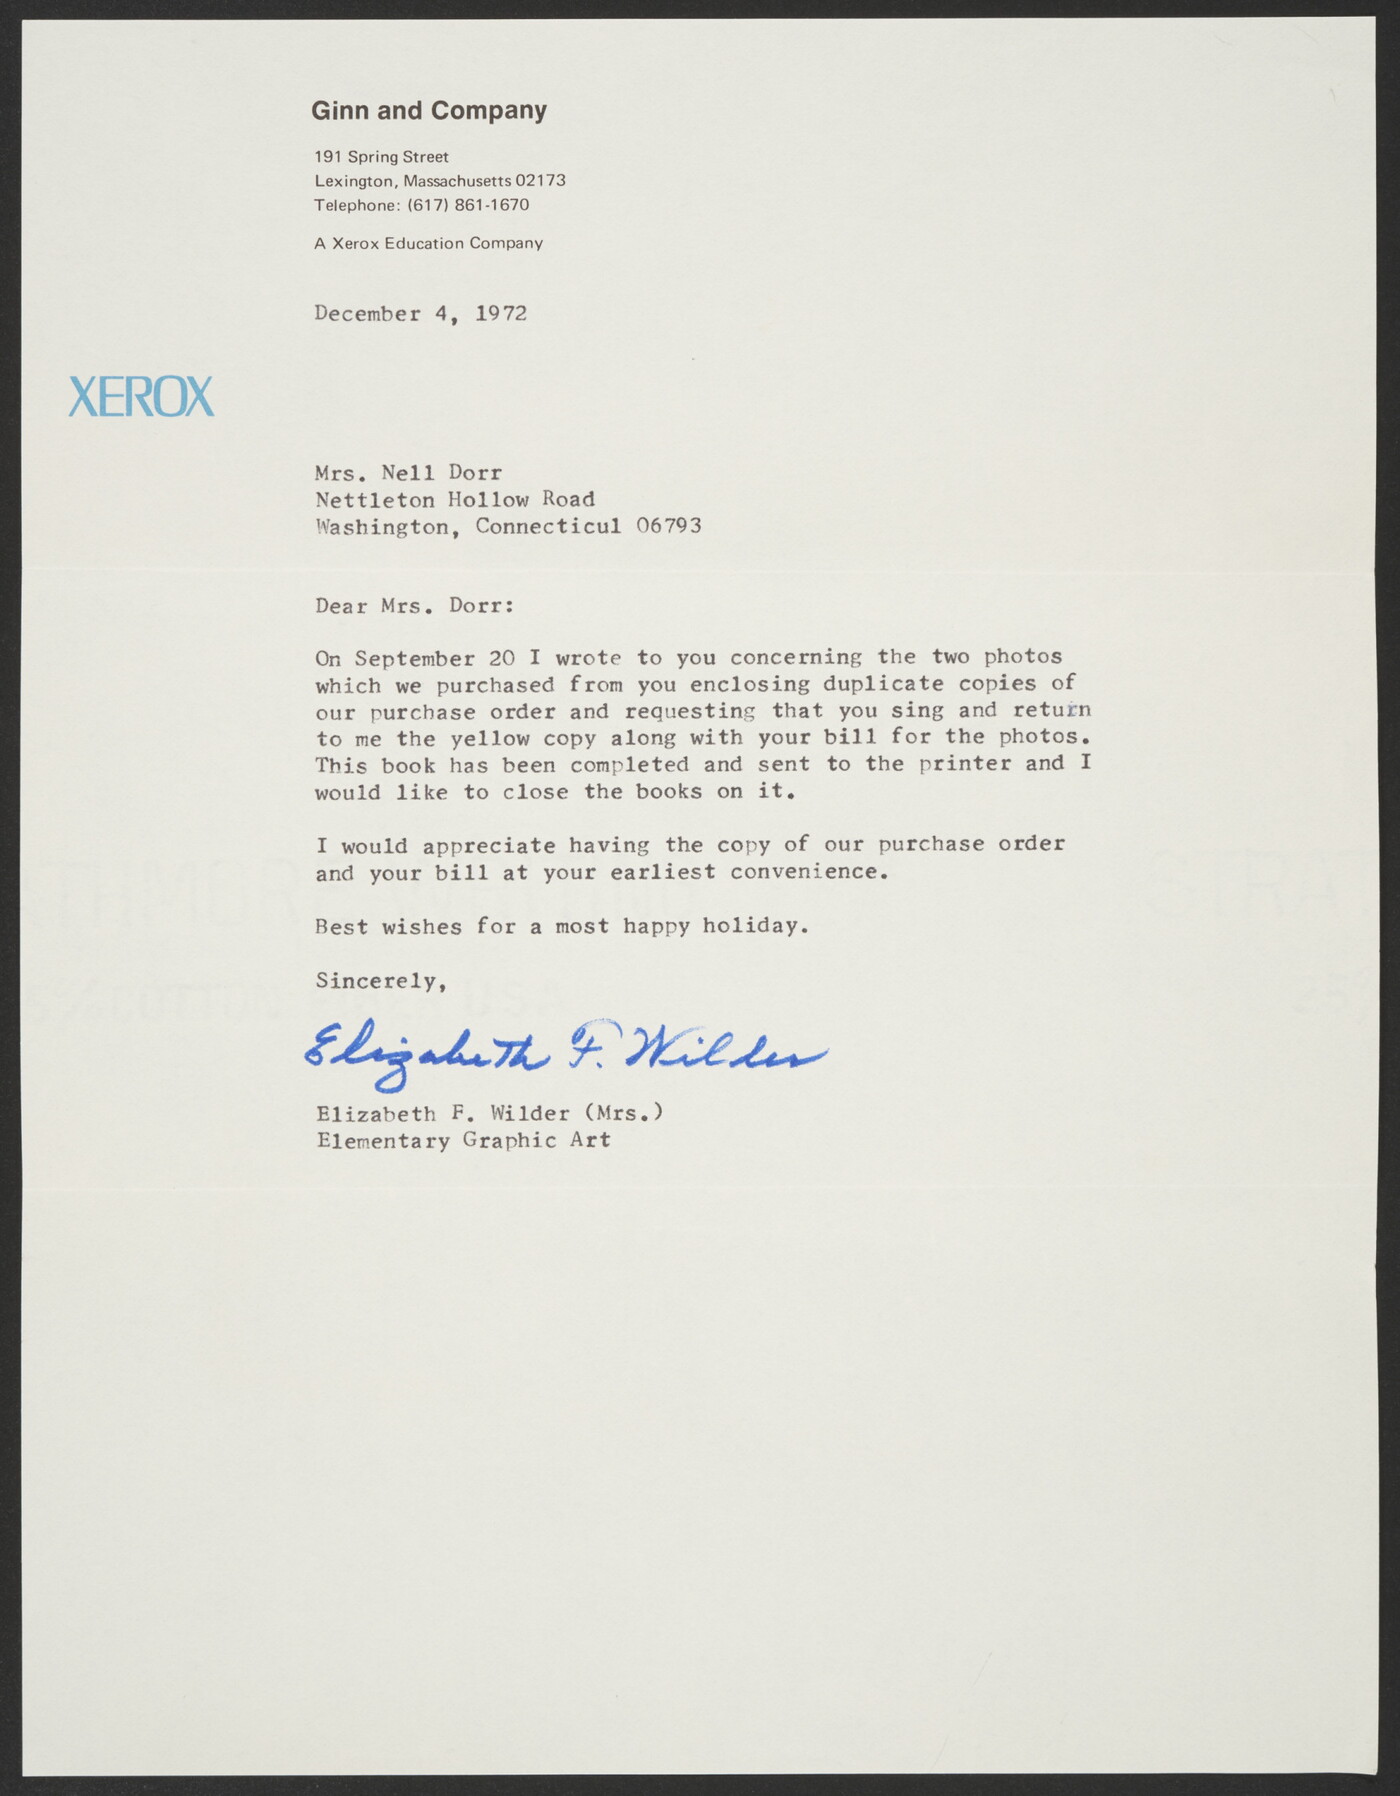 Ginn and Company
191 Spring Street
Lexington, Massachusetts 02173
Telephone: (617) 861-1670
A Xerox Education Company
December 4, 1972
XEROX
Mrs. Nell Dorr
Nettleton Hollow Road
Washington, Connecticul 06793
Dear Mrs. Dorr:
On September 20 I wrote to you concerning the two photos
which we purchased from you enclosing duplicate copies of
our purchase order and requesting that you sing and return
to me the yellow copy along with your bill for the photos.
This book has been completed and sent to the printer and I
would like to close the books on it.
I would appreciate having the copy of our purchase order
and your bill at your earliest convenience.
Best wishes for a most happy holiday.
Sincerely,
Elizabeth F. Wilder
Elizabeth F. Wilder (Mrs.)
Elementary Graphic Art